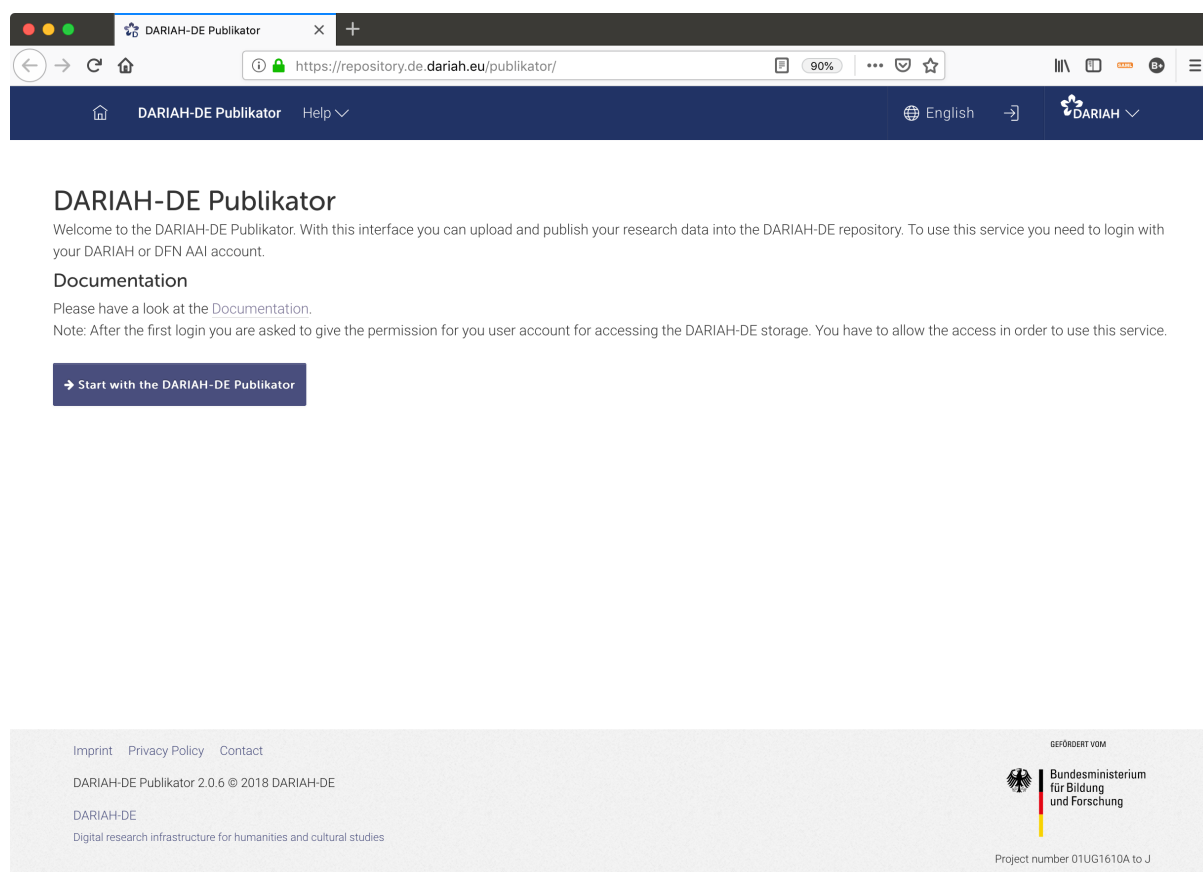 DARIAH-DE Publikator
https://repository.de.dariah.eu/publikator/
90%
DARIAH-DE Publikator Help
English
DARIAH
DARIAH-DE Publikator
Welcome to the DARIAH-DE Publikator. With this interface you can upload and publish your research data into the DARIAH-DE repository. To use this service you need to login with
your DARIAH or DFN AAI account.
Documentation
Please have a look at the Documentation.
Note: After the first login you are asked to give the permission for you user account for accessing the DARIAH-DE storage. You have to allow the access in order to use this service.
Start with the DARIAH-DE Publikator
Imprint Privacy Policy Contact
DARIAH-DE Publikator 2.0.6 © 2018 DARIAH-DE
DARIAH-DE
Digital research infrastructure for humanities and cultural studies
GEFÖRDERT VOM
Bundesministerium
für Bildung
und Forschung
Project number 01UG1610A to J